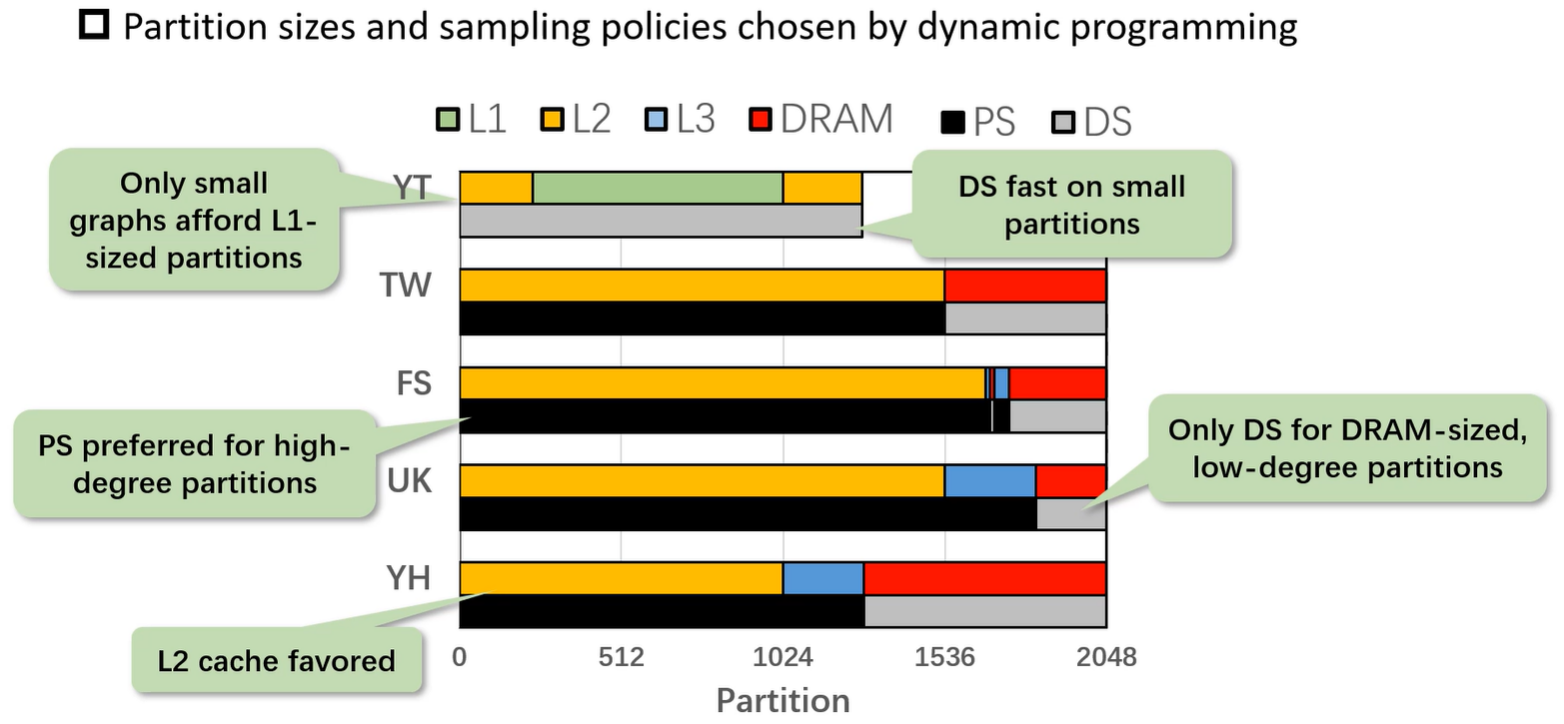 Partition sizes and sampling policies chosen by dynamic programming
L1 L2 L3 DRAM PS DS
Only small
graphs afford L1-
sized partitions
YT
DS fast on small
partitions
TW
FS
PS preferred for high-
degree partitions
Only DS for DRAM-sized,
low-degree partitions
UK
YH
L2 cache favored
0 512 1024 1536 2048
Partition